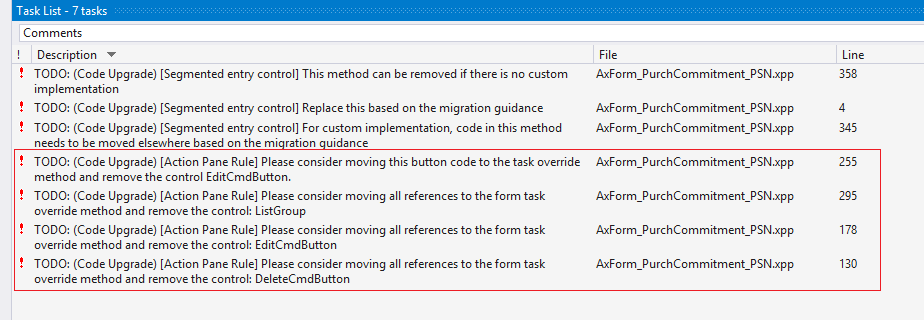 Task List - 7 tasks
Comments
! Description File Line
! TODO: (Code Upgrade) [Segmented entry control] This method can be removed if there is no custom AxForm_PurchCommitment_PSN.xpp 358
implementation
! TODO: (Code Upgrade) [Segmented entry control] Replace this based on the migration guidance AxForm_PurchCommitment_PSN.xpp 4
! TODO: (Code Upgrade) [Segmented entry control] For custom implementation, code in this method AxForm_PurchCommitment_PSN.xpp 345
needs to be moved elsewhere based on the migration guidance
! TODO: (Code Upgrade) [Action Pane Rule] Please consider moving this button code to the task override AxForm_PurchCommitment_PSN.xpp 255
method and remove the control EditCmdButton.
! TODO: (Code Upgrade) [Action Pane Rule] Please consider moving all references to the form task AxForm_PurchCommitment_PSN.xpp 295
override method and remove the control: ListGroup
! TODO: (Code Upgrade) [Action Pane Rule] Please consider moving all references to the form task AxForm_PurchCommitment_PSN.xpp 178
override method and remove the control: EditCmdButton
! TODO: (Code Upgrade) [Action Pane Rule] Please consider moving all references to the form task AxForm_PurchCommitment_PSN.xpp 130
override method and remove the control: DeleteCmdButton